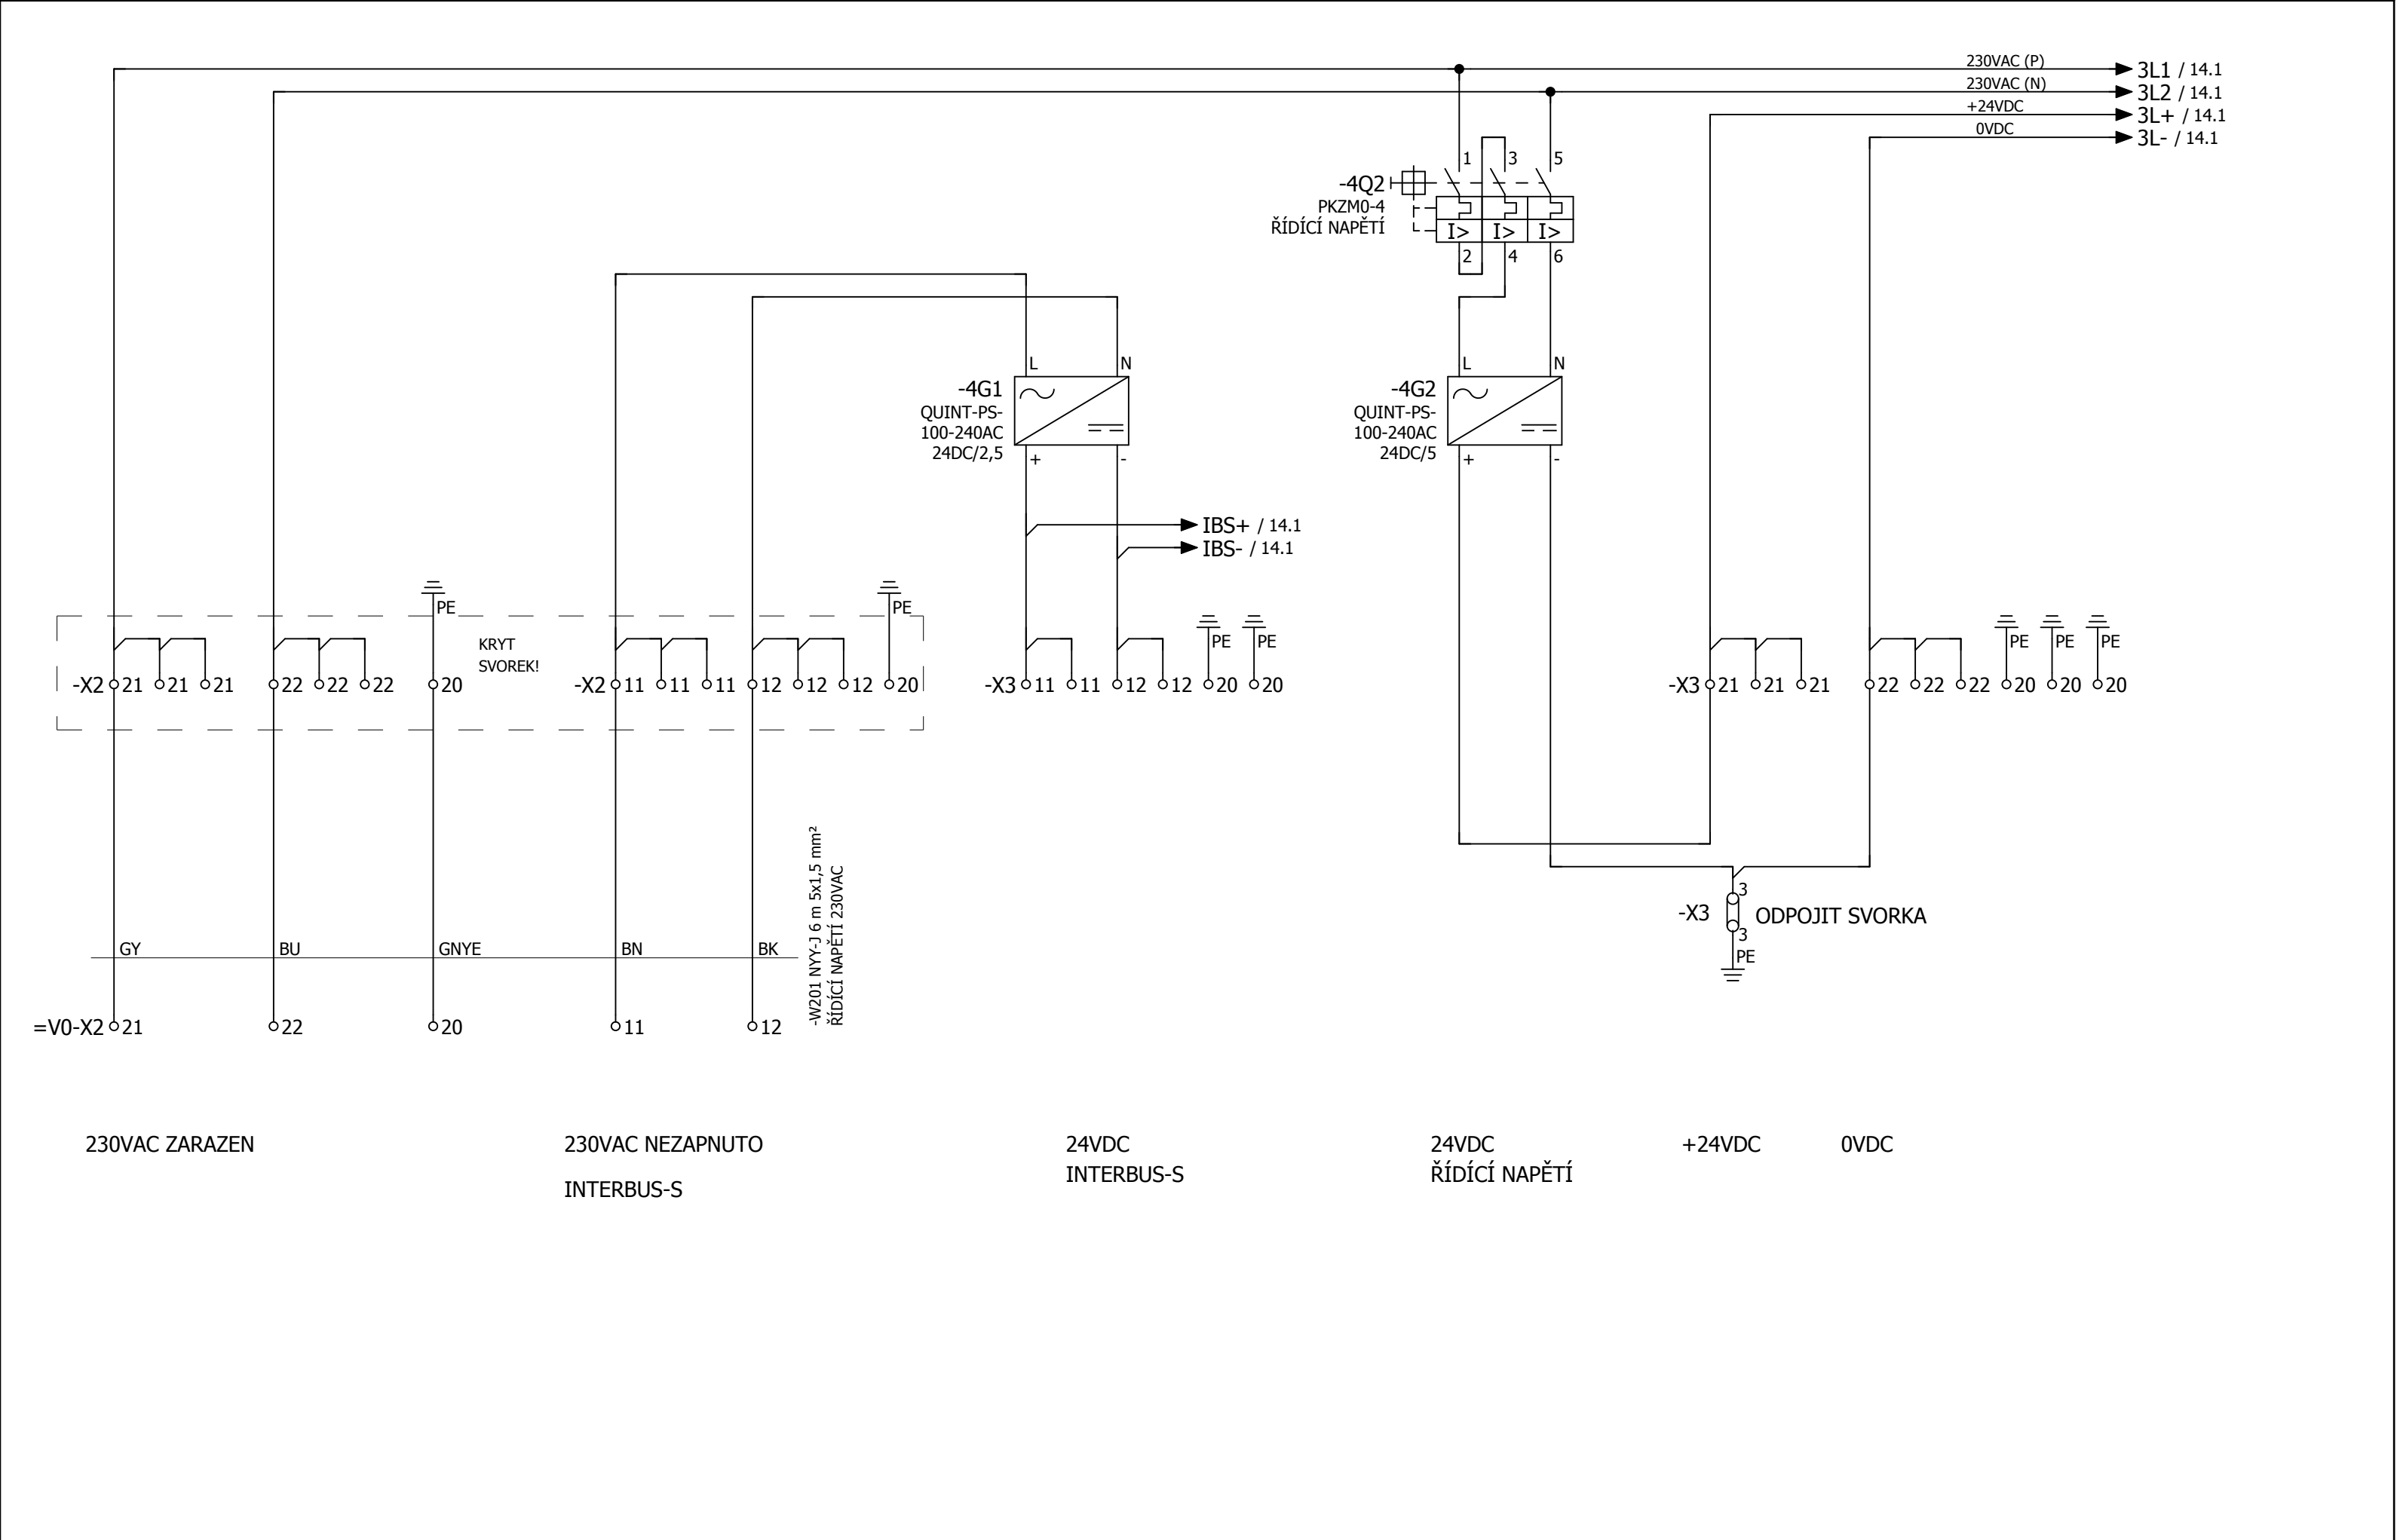 230VAC (P)
3L1 / 14.1
230VAC (N)
3L2 / 14.1
+24VDC
3L+ / 14.1
0VDC
3L- / 14.1
1 3 5
-4Q2
PKZM0-4
ŘÍDÍCÍ NAPĚTÍ
I> I> I>
2 4 6
L N
-4G1
QUINT-PS-
100-240AC
24DC/2,5
+ -
L N
-4G2
QUINT-PS-
100-240AC
24DC/5
+ -
IBS+ / 14.1
IBS- / 14.1
PE
PE
PE PE
PE PE PE
KRYT
SVOREK!
-X2 21 21 21 22 22 22 20
-X2 11 11 11 12 12 12 20
-X3 11 11 12 12 20 20
-X3 21 21 21 22 22 22 20 20 20
-W201 NYY-J 6 m 5x1,5 mm²
ŘÍDÍCÍ NAPĚTÍ 230VAC
3
-X3
ODPOJIT SVORKA
3
PE
GY BU GNYE BN BK
=V0-X2 21 22 20 11 12
230VAC ZARAZEN
230VAC NEZAPNUTO
INTERBUS-S
24VDC
INTERBUS-S
24VDC
ŘÍDÍCÍ NAPĚTÍ
+24VDC
0VDC